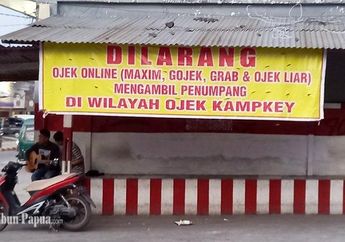 DILARANG
OJEK ONLINE (MAXIM, GOJEK, GRAB & OJEK LIAR)
MENGAMBIL PENUMPANG
DI WILAYAH OJEK KAMPKEY